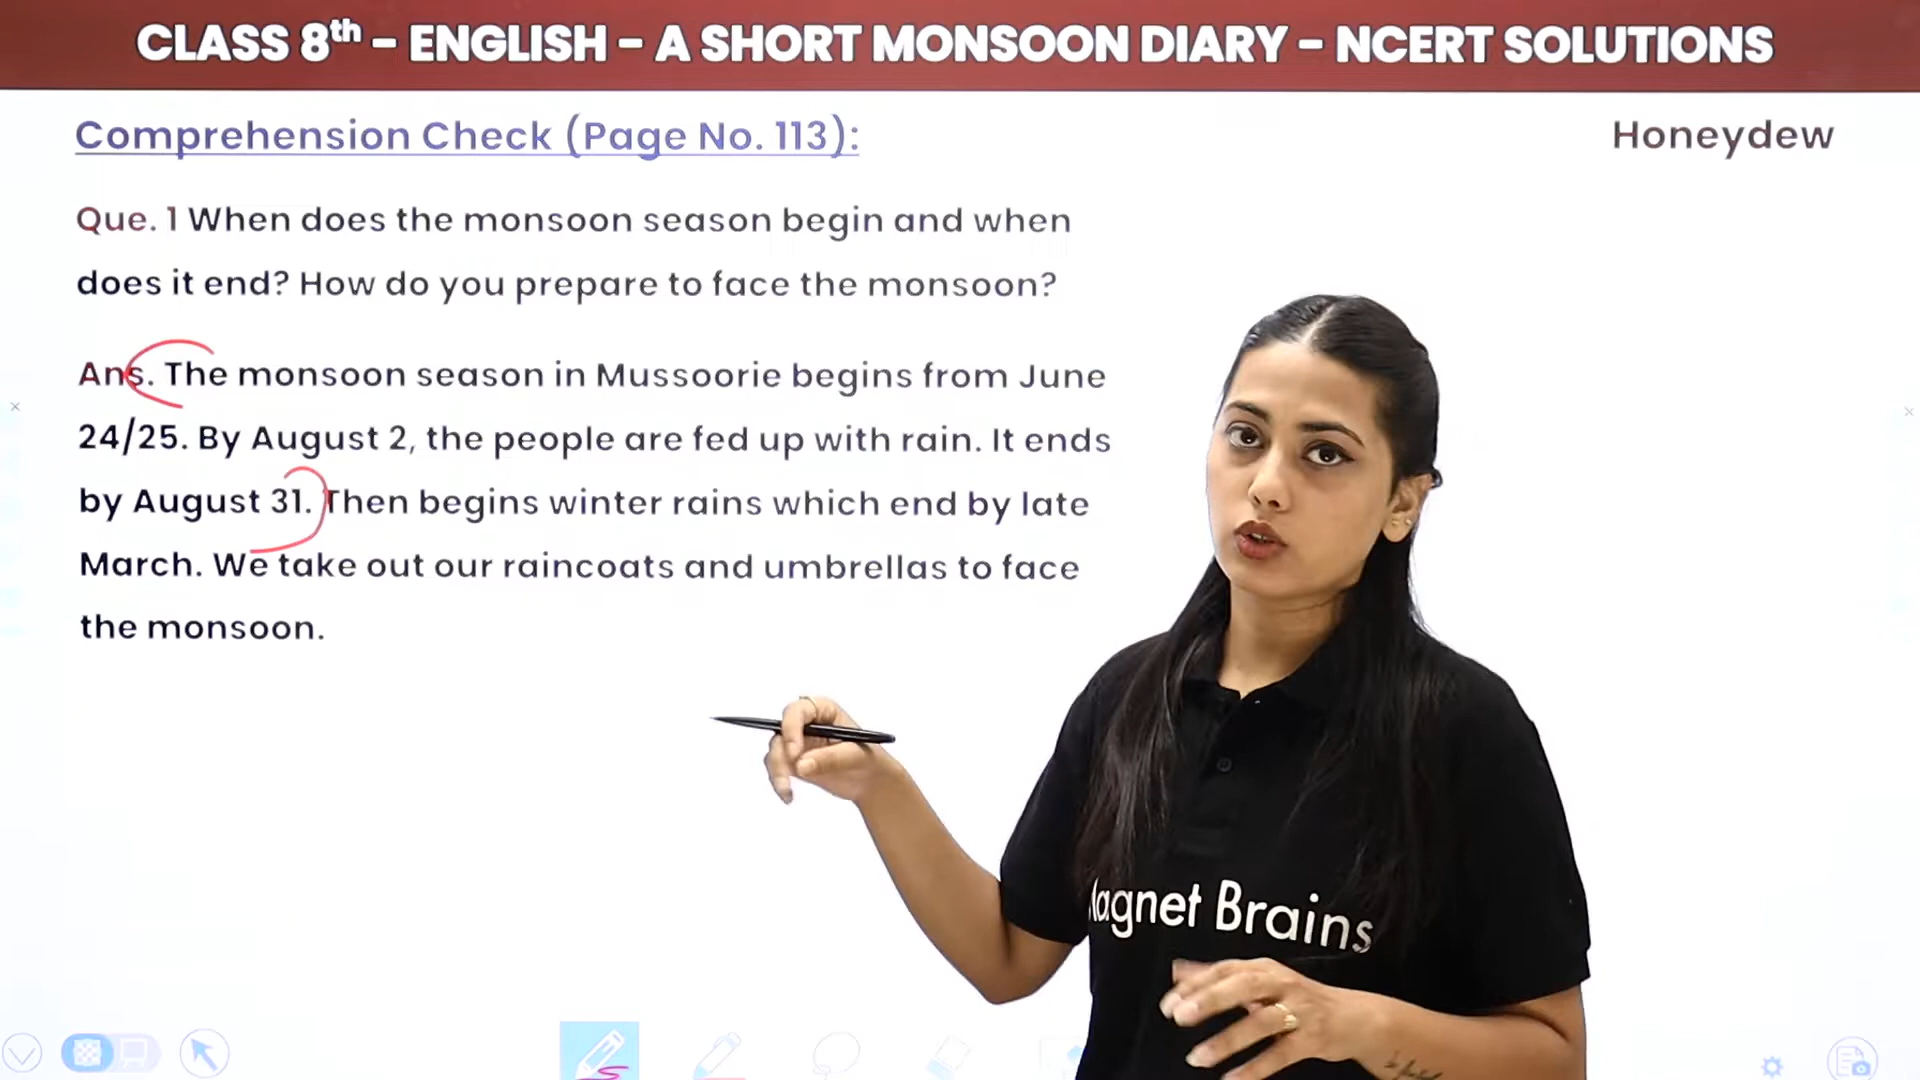 CLASS 8th – ENGLISH – A SHORT MONSOON DIARY – NCERT SOLUTIONS
Comprehension Check (Page No. 113):
Honeydew
Que. 1 When does the monsoon season begin and when
does it end? How do you prepare to face the monsoon?
Ans. The monsoon season in Mussoorie begins from June
24/25. By August 2, the people are fed up with rain. It ends
by August 31. Then begins winter rains which end by late
March. We take out our raincoats and umbrellas to face
the monsoon.
Magnet Brains